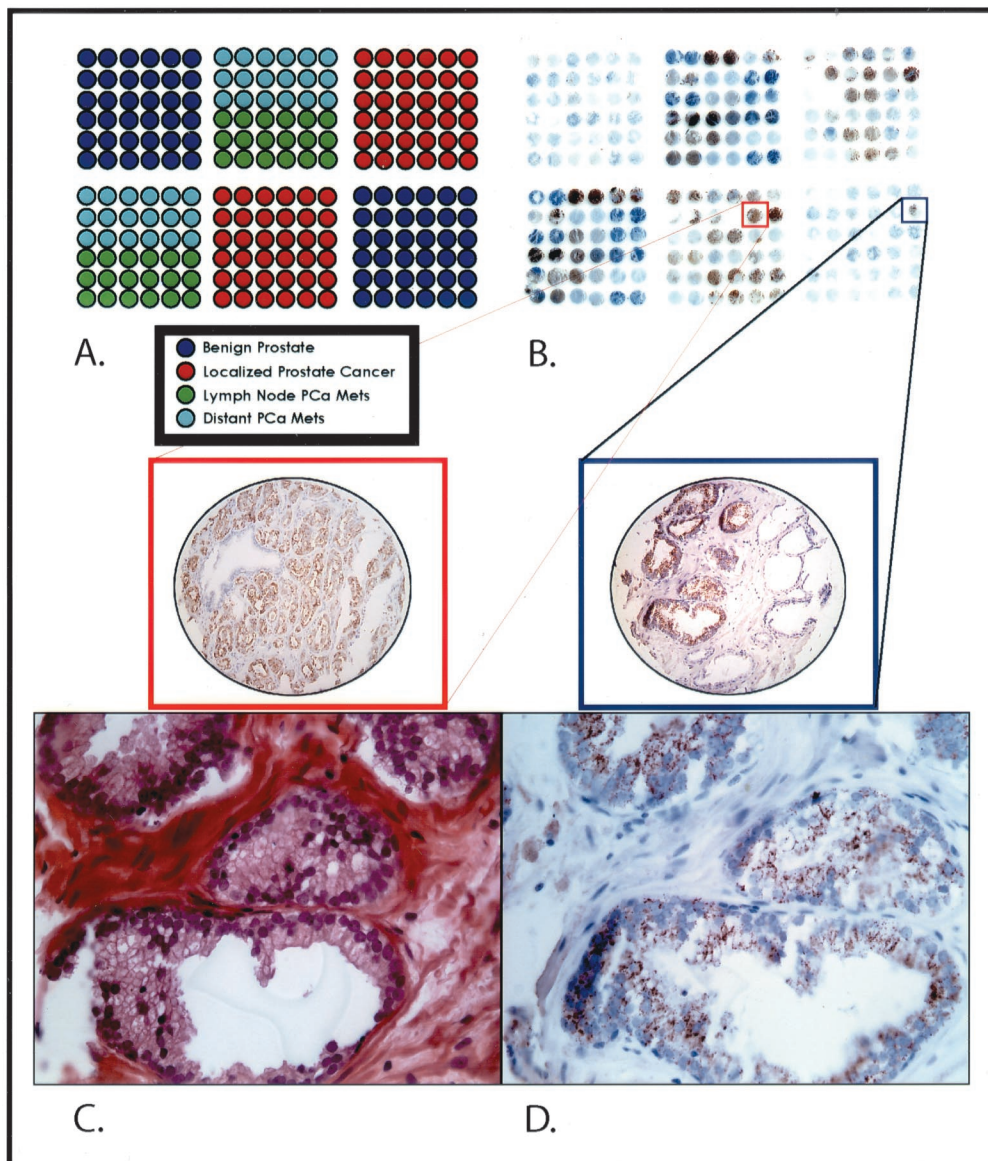 A.
B.
Benign Prostate
Localized Prostate Cancer
Lymph Node PCa Mets
Distant PCa Mets
C.
D.